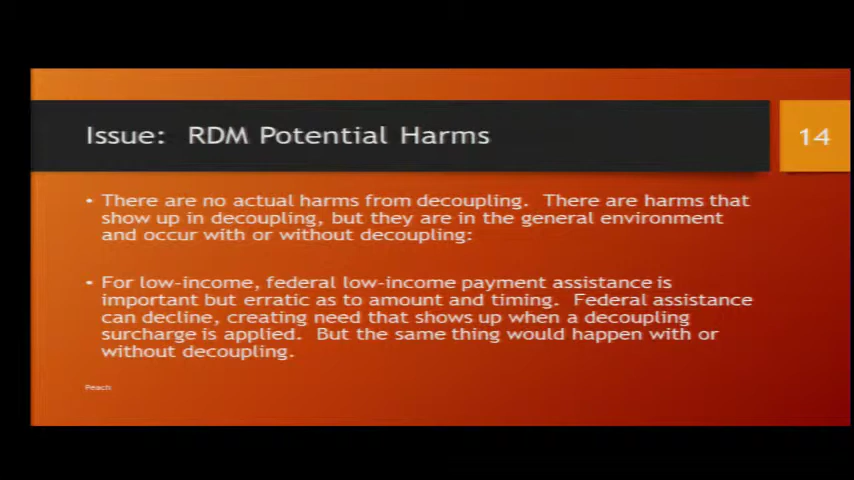 Issue: RDM Potential Harms
14
• There are no actual harms from decoupling. There are harms that
show up in decoupling, but they are in the general environment
and occur with or without decoupling:
• For low-income, federal low-income payment assistance is
important but erratic as to amount and timing. Federal assistance
can decline, creating need that shows up when a decoupling
surcharge is applied. But the same thing would happen with or
without decoupling.
Peach